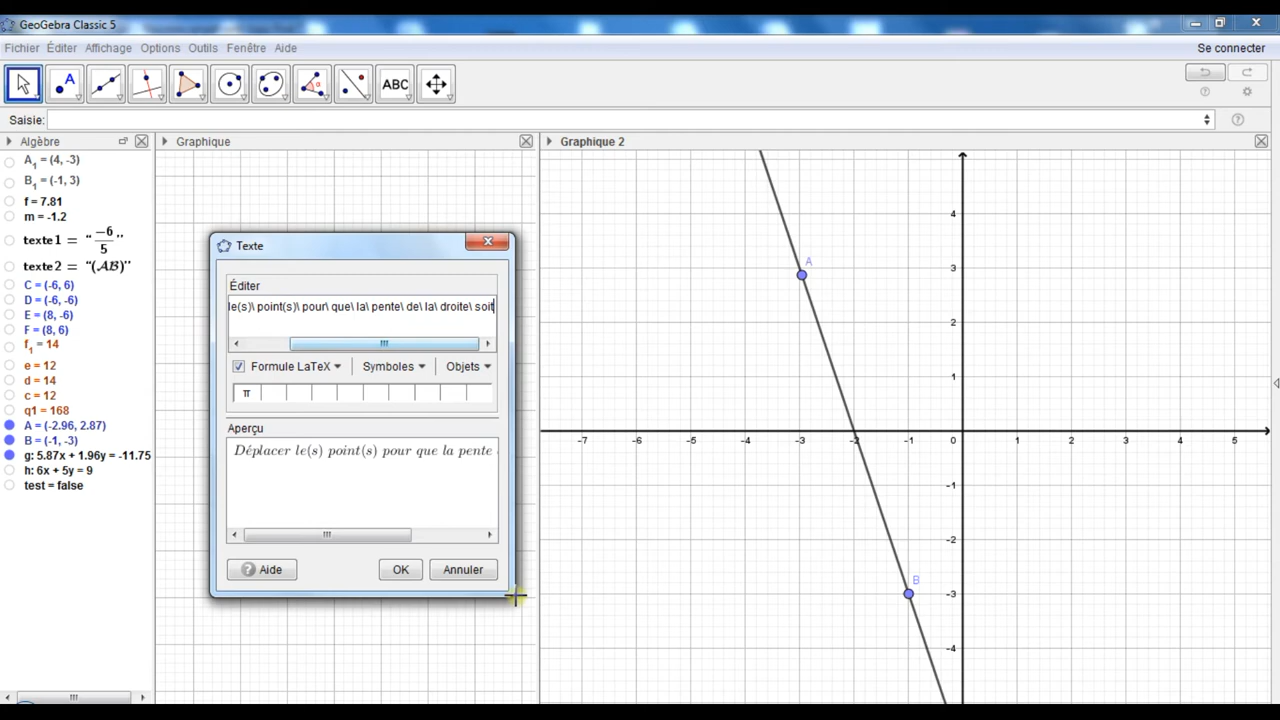 GeoGebra Classic 5
Fichier Éditer Affichage Options Outils Fenêtre Aide
Se connecter
A
ABC
Saisie:
Algèbre
Graphique
Graphique 2
A1 = (4, -3)
B1 = (-1, 3)
f = 7.81
m = -1.2
texte1 = “-6/5”
texte2 = “(AB)”
C = (-6, 6)
D = (-6, -6)
E = (8, -6)
F = (8, 6)
f1 = 14
e = 12
d = 14
c = 12
q1 = 168
A = (-2.96, 2.87)
B = (-1, -3)
g: 5.87x + 1.96y = -11.75
h: 6x + 5y = 9
test = false
Texte
Éditer
le(s)\ point(s)\ pour\ que\ la\ pente\ de\ la\ droite\ soit
Formule LaTeX
Symboles
Objets
π
Aperçu
Déplacer le(s) point(s) pour que la pente
? Aide
OK
Annuler
4
A
3
2
1
-7 -6 -5 -4 -3 -2 -1 0 1 2 3 4 5
-1
-2
B
-3
-4